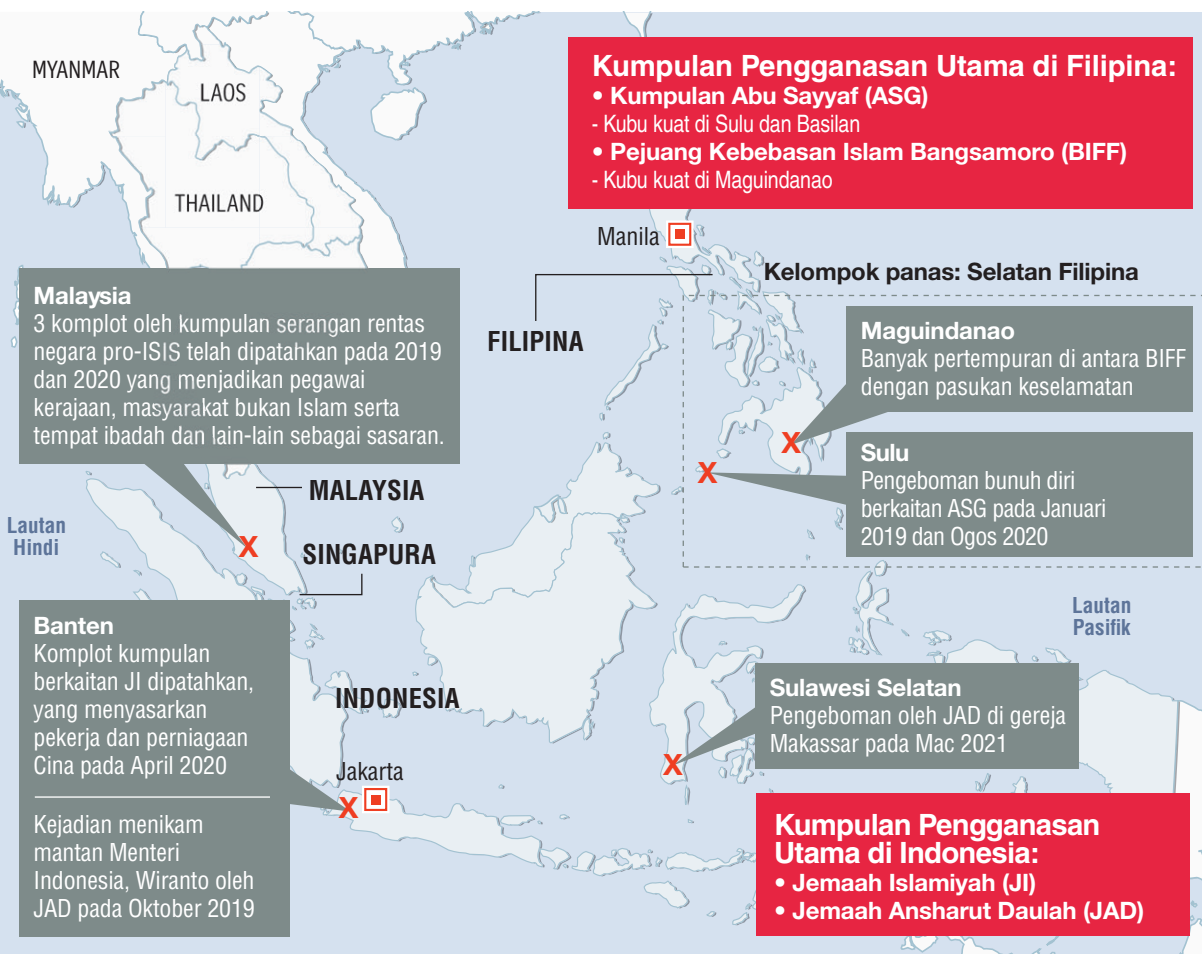 MYANMAR
LAOS
THAILAND
Kumpulan Pengganasan Utama di Filipina:
• Kumpulan Abu Sayyaf (ASG)
- Kubu kuat di Sulu dan Basilan
• Pejuang Kebebasan Islam Bangsamoro (BIFF)
- Kubu kuat di Maguindanao
Manila
Kelompok panas: Selatan Filipina
FILIPINA
Malaysia
3 komplot oleh kumpulan serangan rentas
negara pro-ISIS telah dipatahkan pada 2019
dan 2020 yang menjadikan pegawai
kerajaan, masyarakat bukan Islam serta
tempat ibadah dan lain-lain sebagai sasaran.
Maguindanao
Banyak pertempuran di antara BIFF
dengan pasukan keselamatan
X
Sulu
Pengeboman bunuh diri
berkaitan ASG pada Januari
2019 dan Ogos 2020
X
MALAYSIA
Lautan
Hindi
X
SINGAPURA
Lautan
Pasifik
Banten
Komplot kumpulan
berkaitan JI dipatahkan,
yang menyasarkan
pekerja dan perniagaan
Cina pada April 2020
Kejadian menikam
mantan Menteri
Indonesia, Wiranto oleh
JAD pada Oktober 2019
INDONESIA
Jakarta
X
Sulawesi Selatan
Pengeboman oleh JAD di gereja
Makassar pada Mac 2021
X
Kumpulan Pengganasan
Utama di Indonesia:
• Jemaah Islamiyah (JI)
• Jemaah Ansharut Daulah (JAD)